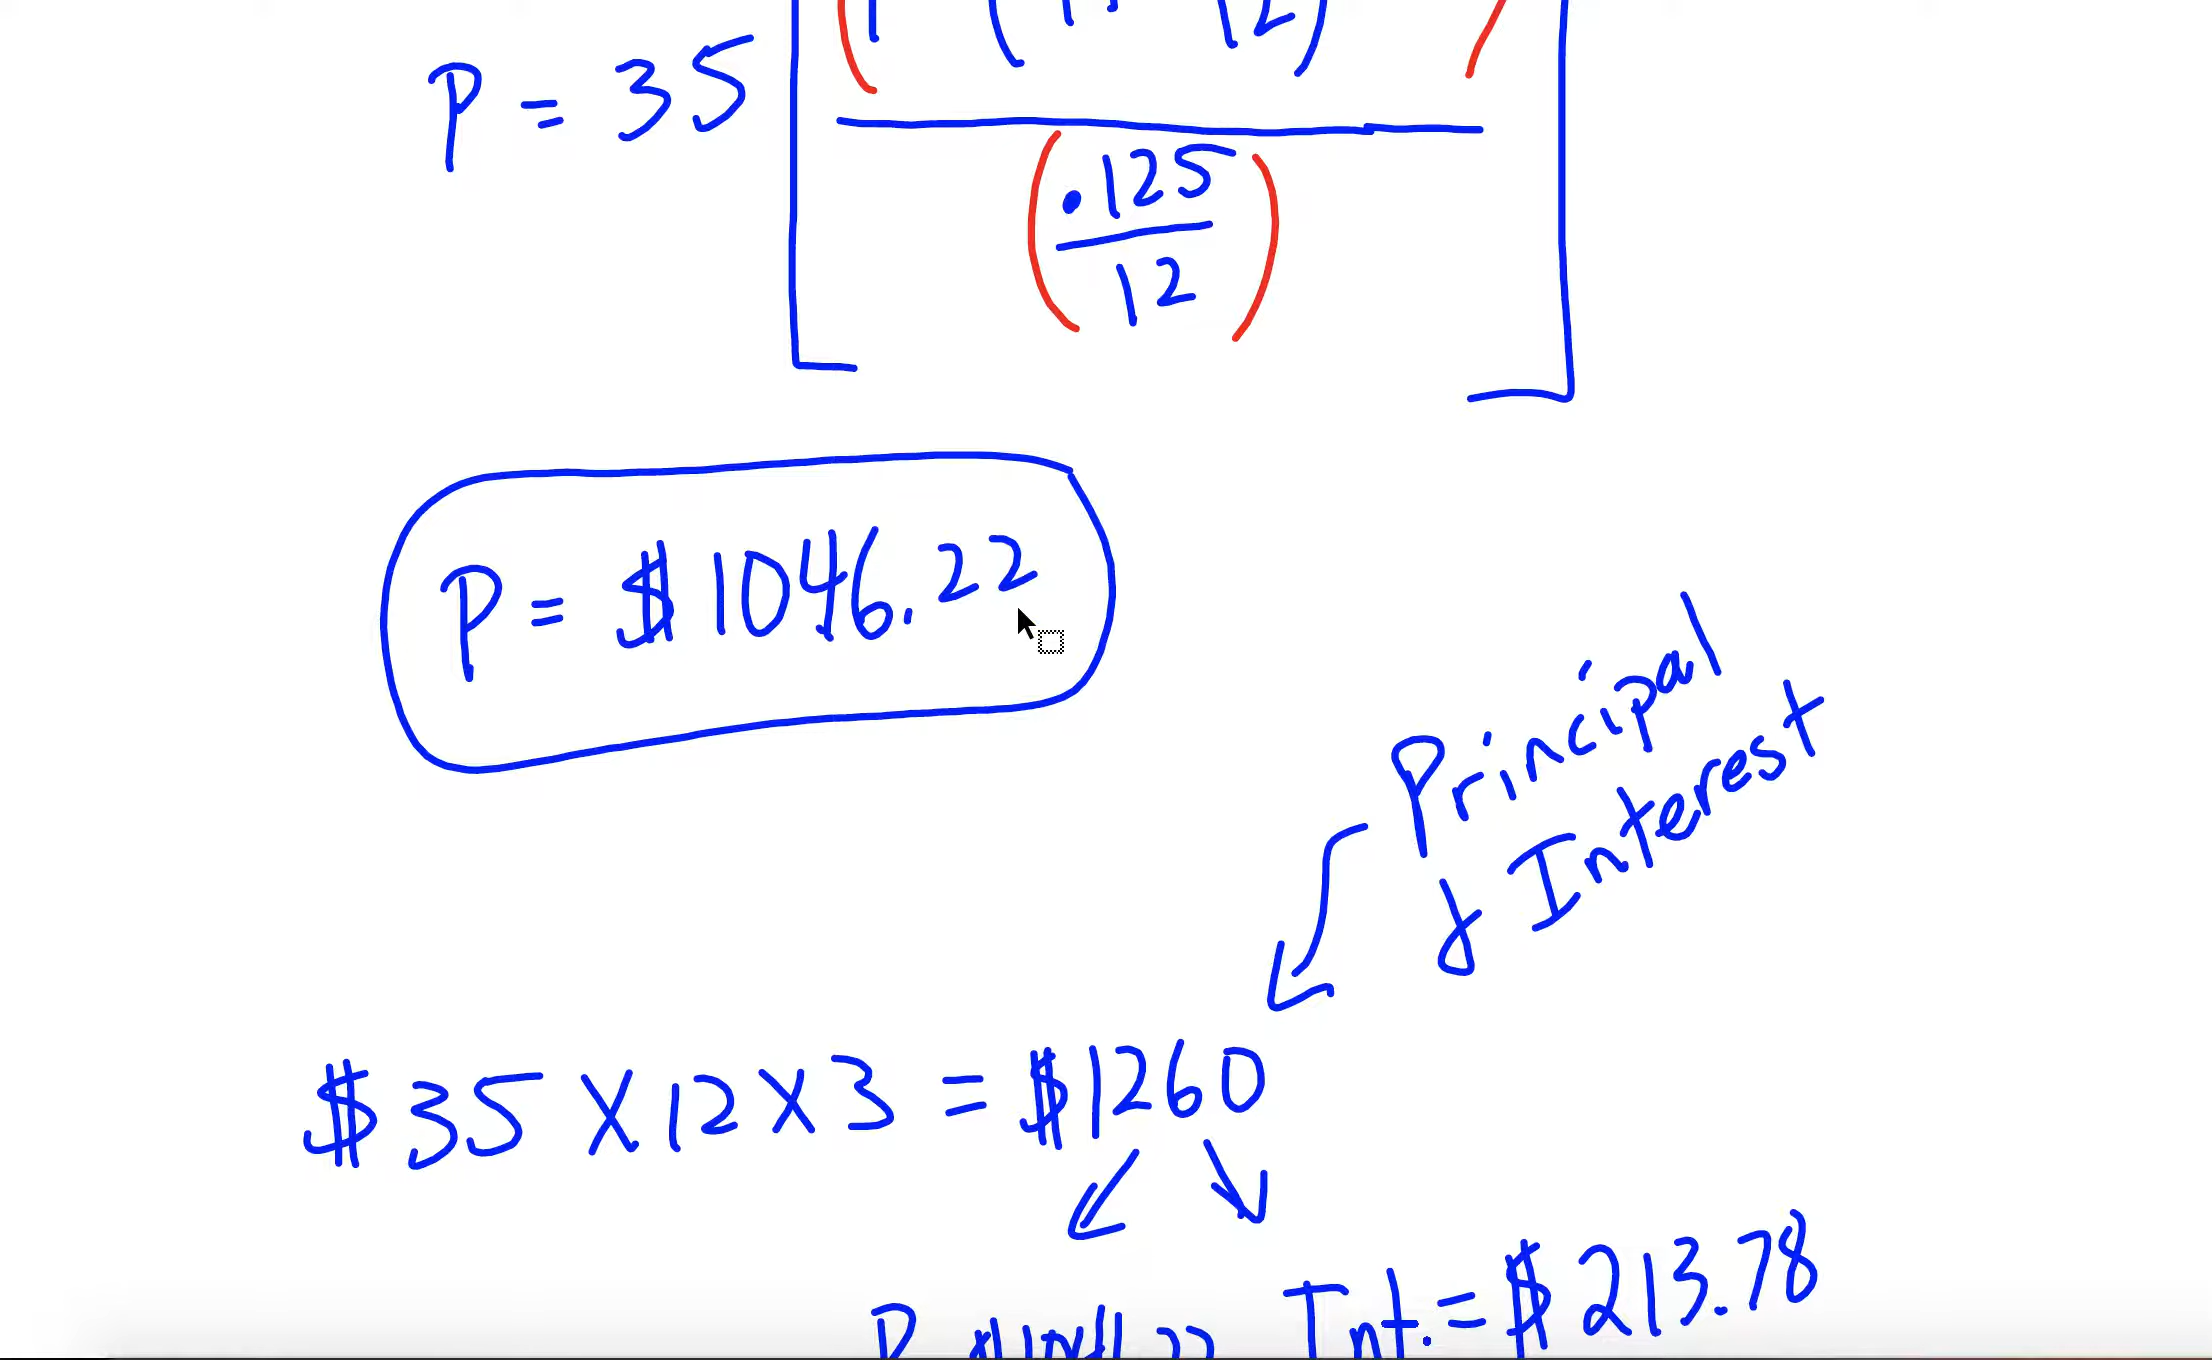 P = 35
.125
12
P = $1046.22
Principal
& Interest
$35 X 12 X 3 = $1260
Int. = $213.78